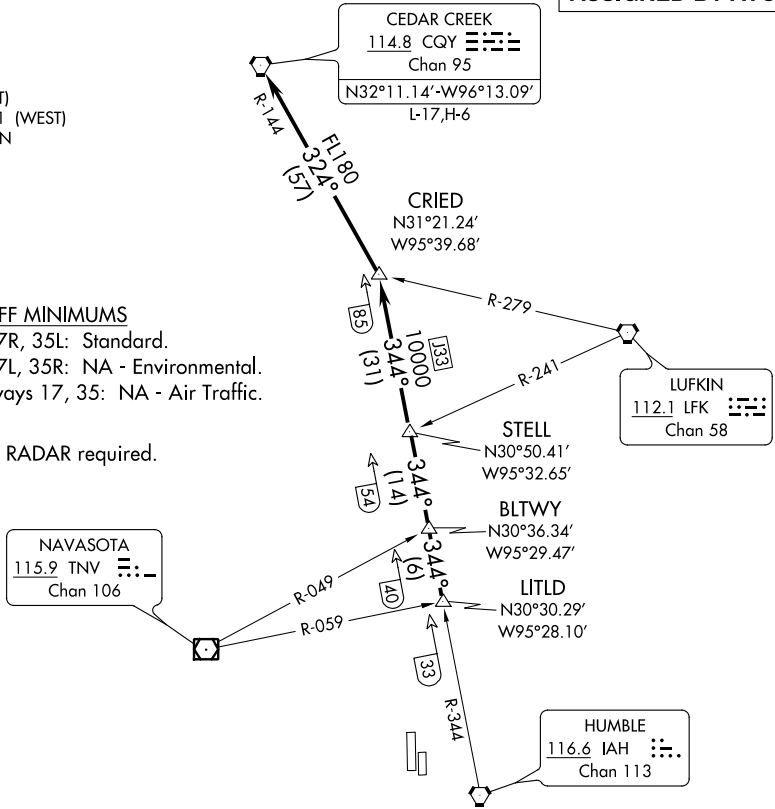 CEDAR CREEK
114.8 CQY
Chan 95
N32°11.14′-W96°13.09′
L-17,H-6
T)
1 (WEST)
N
R-144
FL180
324°
(57)
CRIED
N31°21.24′
W95°39.68′
FF MINIMUMS
7R, 35L: Standard.
7L, 35R: NA - Environmental.
ways 17, 35: NA - Air Traffic.
RADAR required.
85
10000
344°
(31)
J33
R-279
R-241
LUFKIN
112.1 LFK
Chan 58
STELL
N30°50.41′
W95°32.65′
54
344°
(14)
BLTWY
N30°36.34′
W95°29.47′
NAVASOTA
115.9 TNV
Chan 106
R-049
R-059
40
344°
(6)
LITLD
N30°30.29′
W95°28.10′
33
R-344
HUMBLE
116.6 IAH
Chan 113